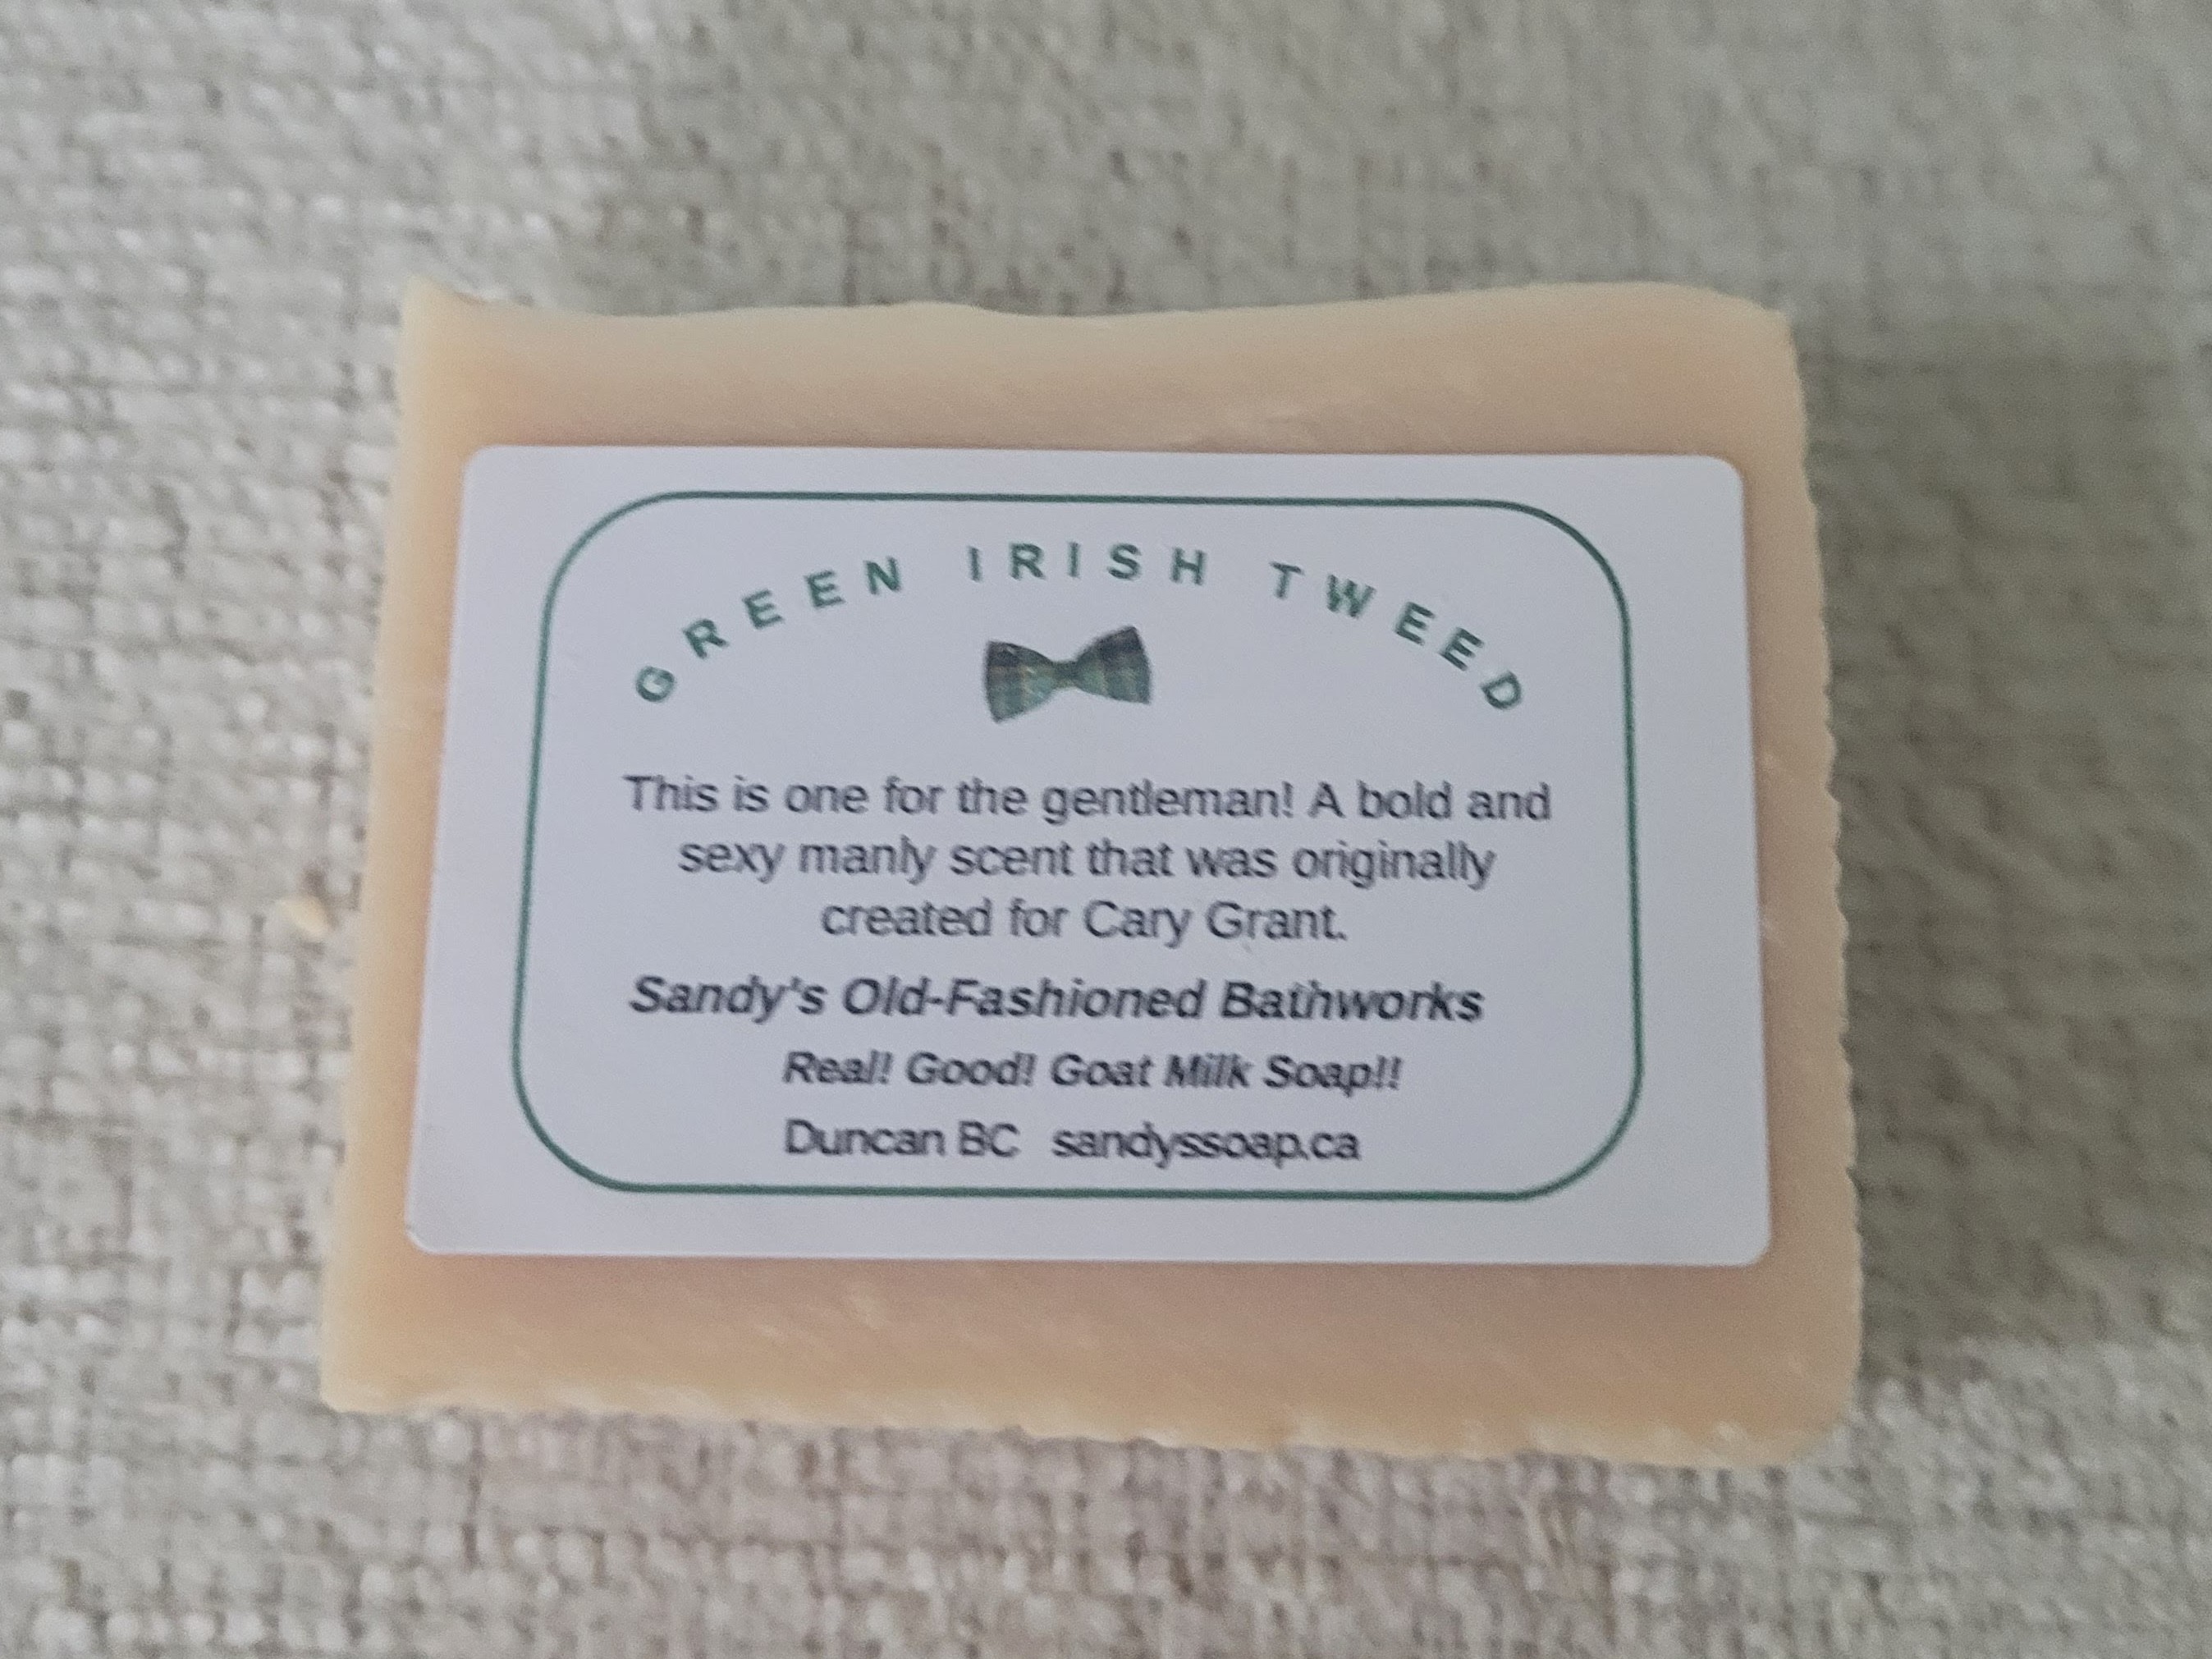 GREEN IRISH TWEED
This is one for the gentleman! A bold and
sexy manly scent that was originally
created for Cary Grant.
Sandy's Old-Fashioned Bathworks
Real! Good! Goat Milk Soap!!
Duncan BC sandyssoap.ca